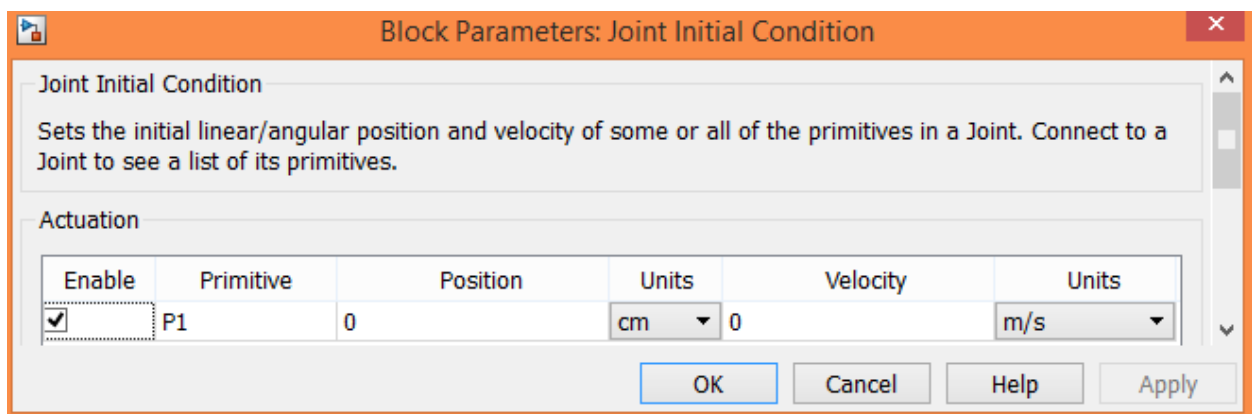 Block Parameters: Joint Initial Condition
Joint Initial Condition
Sets the initial linear/angular position and velocity of some or all of the primitives in a Joint. Connect to a
Joint to see a list of its primitives.
Actuation
Enable Primitive Position Units Velocity Units
P1 0 cm 0 m/s
OK Cancel Help Apply